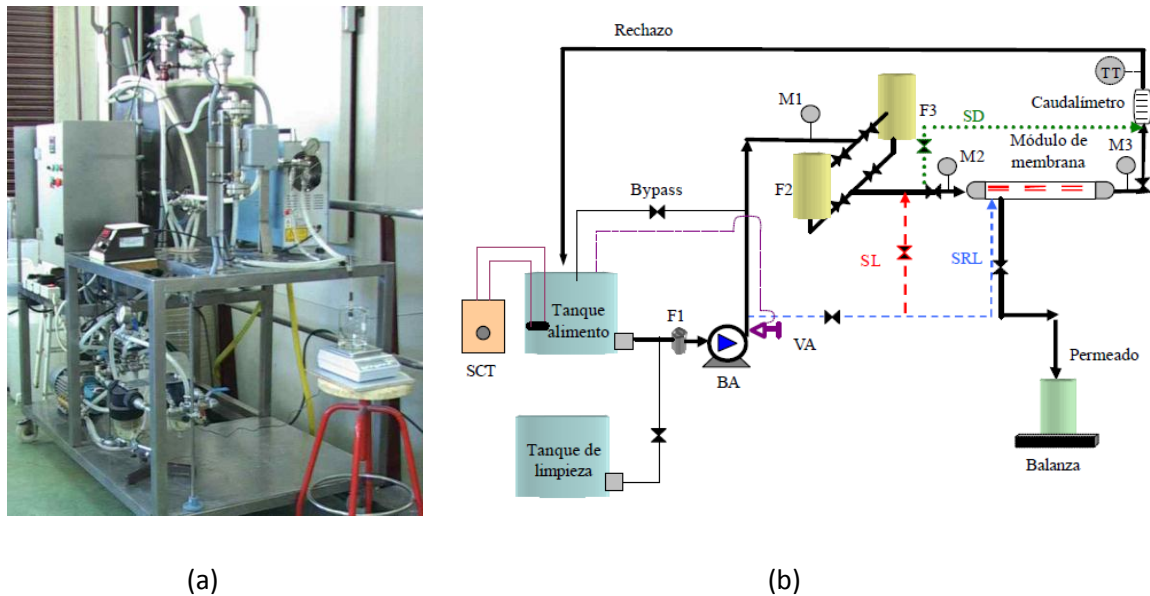 Rechazo
TT
M1
F3
Caudalímetro
SD
Módulo de
membrana
M2
M3
F2
Bypass
SL
SRL
Tanque
alimento
F1
VA
SCT
BA
Permeado
Tanque de
limpieza
Balanza
(a)
(b)